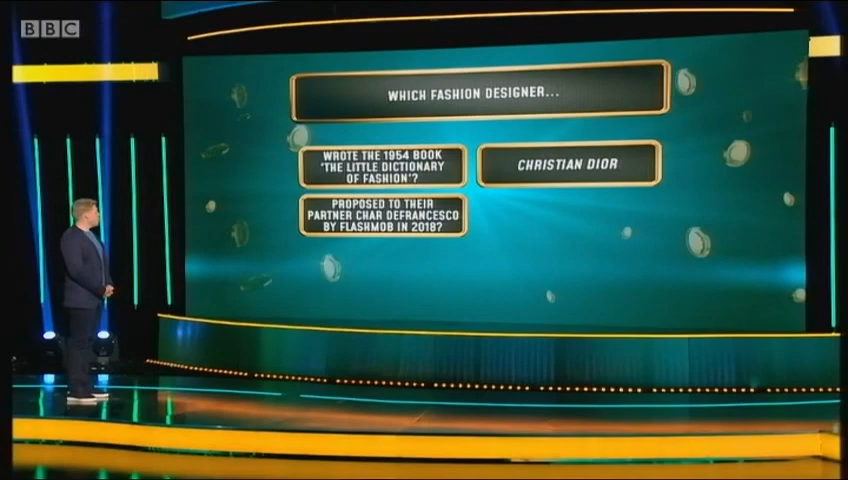 BBC
WHICH FASHION DESIGNER...
WROTE THE 1954 BOOK
'THE LITTLE DICTIONARY
OF FASHION'?
CHRISTIAN DIOR
PROPOSED TO THEIR
PARTNER CHAR DEFRANCESCO
BY FLASHMOB IN 2018?